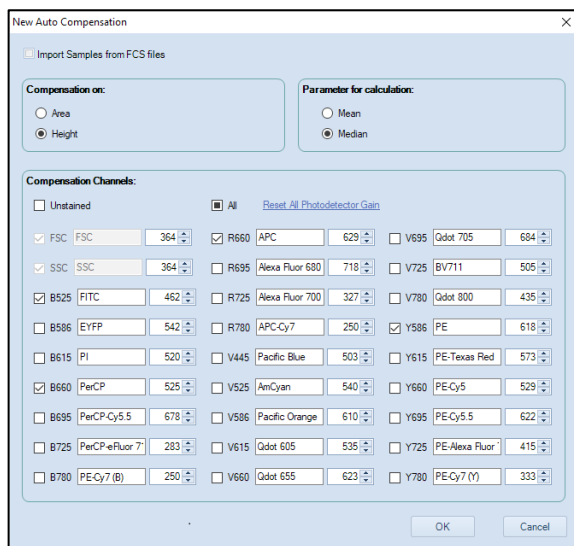 New Auto Compensation
Import Samples from FCS files
Compensation on:
Area
Height
Parameter for calculation:
Mean
Median
Compensation Channels:
Unstained All Reset All Photodetector Gain
FSC FSC 364 R660 APC 629 V695 Qdot 705 684
SSC SSC 364 R695 Alexa Fluor 680 718 V725 BV711 505
B525 FITC 462 R725 Alexa Fluor 700 327 V780 Qdot 800 435
B586 EYFP 542 R780 APC-Cy7 250 Y586 PE 618
B615 PI 520 V445 Pacific Blue 503 Y615 PE-Texas Red 573
B660 PerCP 525 V525 AmCyan 540 Y660 PE-Cy5 529
B695 PerCP-Cy5.5 678 V586 Pacific Orange 610 Y695 PE-Cy5.5 622
B725 PerCP-eFluor 7 283 V615 Qdot 605 535 Y725 PE-Alexa Fluor 415
B780 PE-Cy7 (B) 250 V660 Qdot 655 623 Y780 PE-Cy7 (Y) 333
OK Cancel